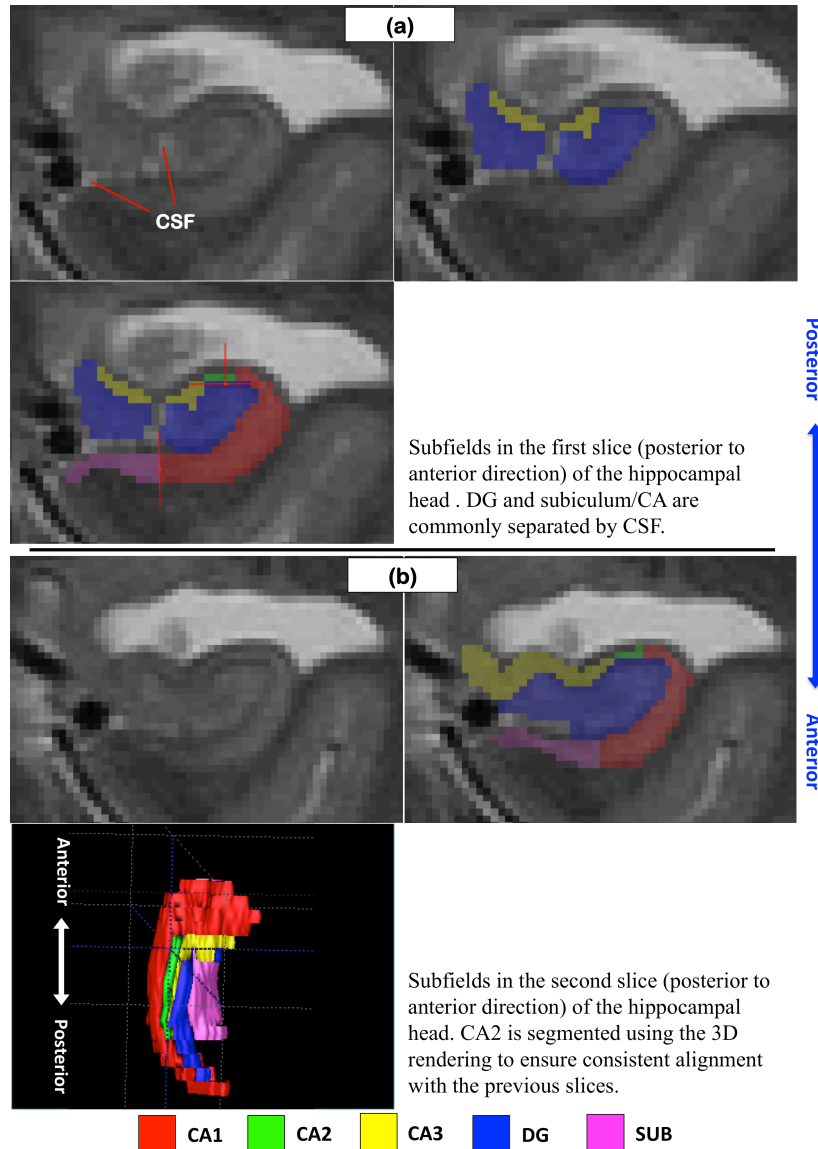 (a)
CSF
Posterior
Subfields in the first slice (posterior to
anterior direction) of the hippocampal
head . DG and subiculum/CA are
commonly separated by CSF.
(b)
Anterior
Anterior
Posterior
Subfields in the second slice (posterior to
anterior direction) of the hippocampal
head. CA2 is segmented using the 3D
rendering to ensure consistent alignment
with the previous slices.
CA1 CA2 CA3 DG SUB